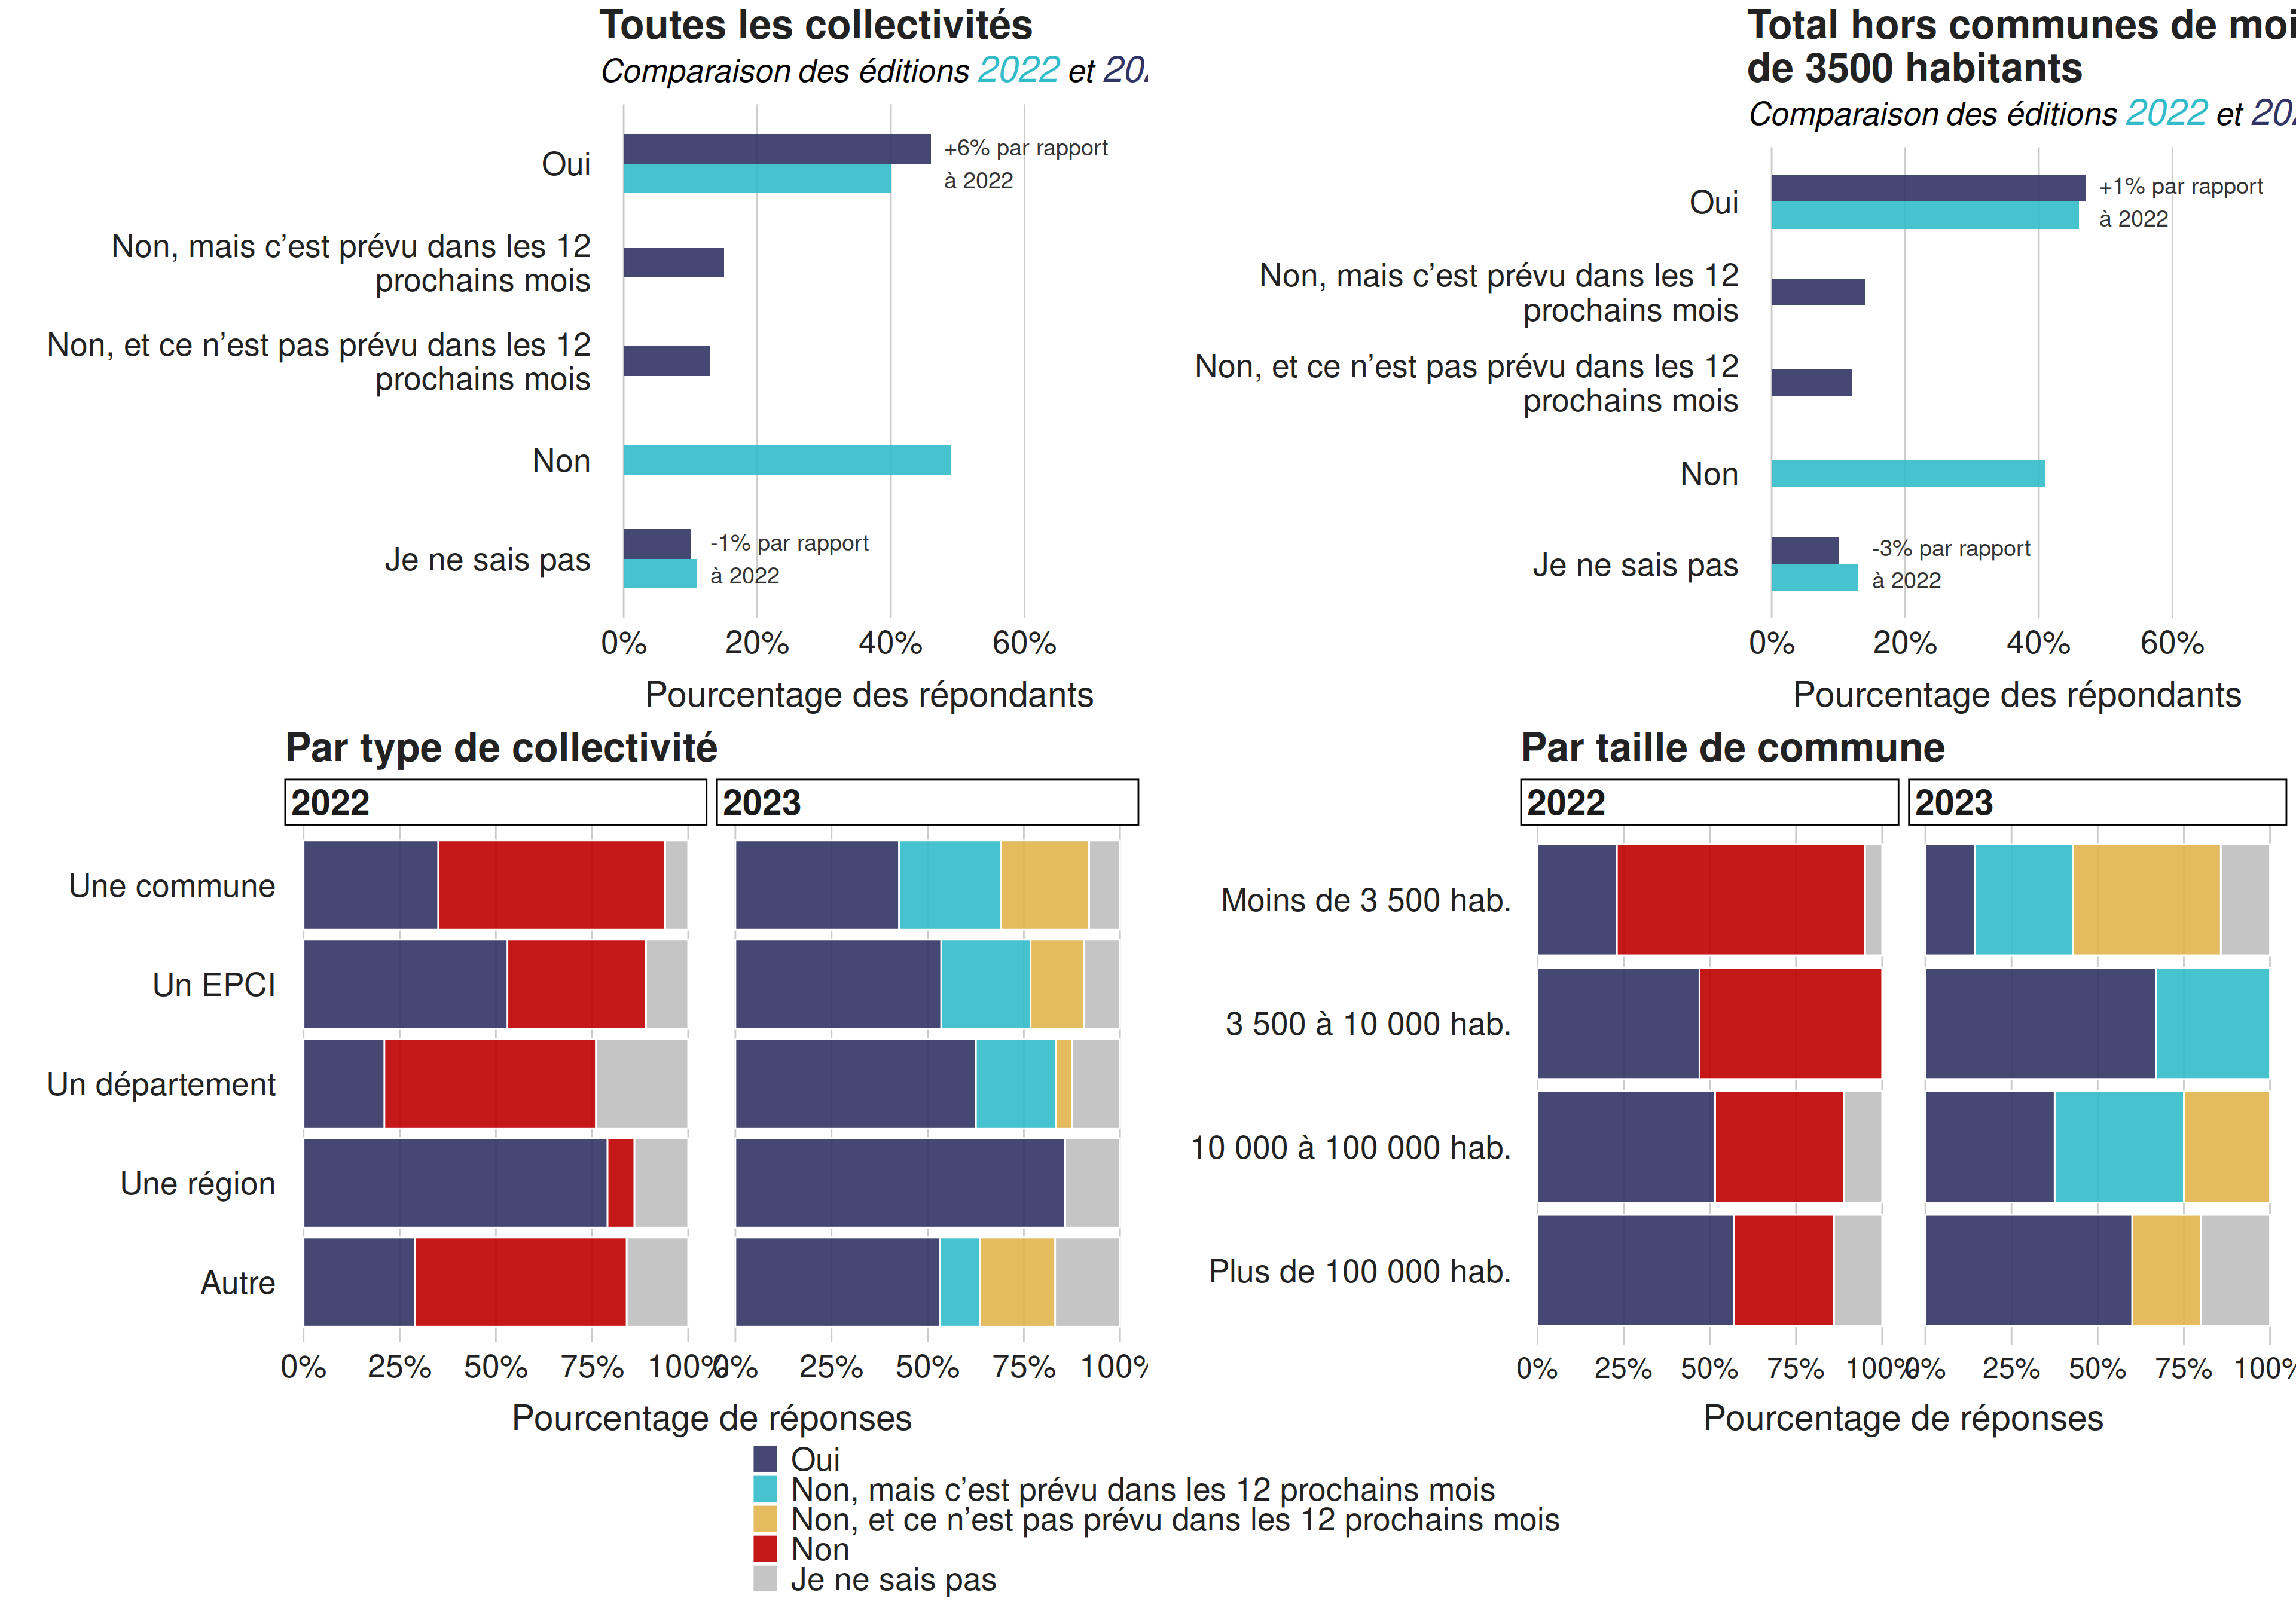 Toutes les collectivités
Comparaison des éditions 2022 et 202
Oui
+6% par rapport
à 2022
Non, mais c’est prévu dans les 12
prochains mois
Non, et ce n’est pas prévu dans les 12
prochains mois
Non
Je ne sais pas
-1% par rapport
à 2022
0% 20% 40% 60%
Pourcentage des répondants
Total hors communes de moi
de 3500 habitants
Comparaison des éditions 2022 et 202
Oui
+1% par rapport
à 2022
Non, mais c’est prévu dans les 12
prochains mois
Non, et ce n’est pas prévu dans les 12
prochains mois
Non
Je ne sais pas
-3% par rapport
à 2022
0% 20% 40% 60%
Pourcentage des répondants
Par type de collectivité
2022 2023
Une commune
Un EPCI
Un département
Une région
Autre
0% 25% 50% 75% 100% 0% 25% 50% 75% 100%
Pourcentage de réponses
Par taille de commune
2022 2023
Moins de 3 500 hab.
3 500 à 10 000 hab.
10 000 à 100 000 hab.
Plus de 100 000 hab.
0% 25% 50% 75% 100% 0% 25% 50% 75% 100%
Pourcentage de réponses
Oui
Non, mais c’est prévu dans les 12 prochains mois
Non, et ce n’est pas prévu dans les 12 prochains mois
Non
Je ne sais pas